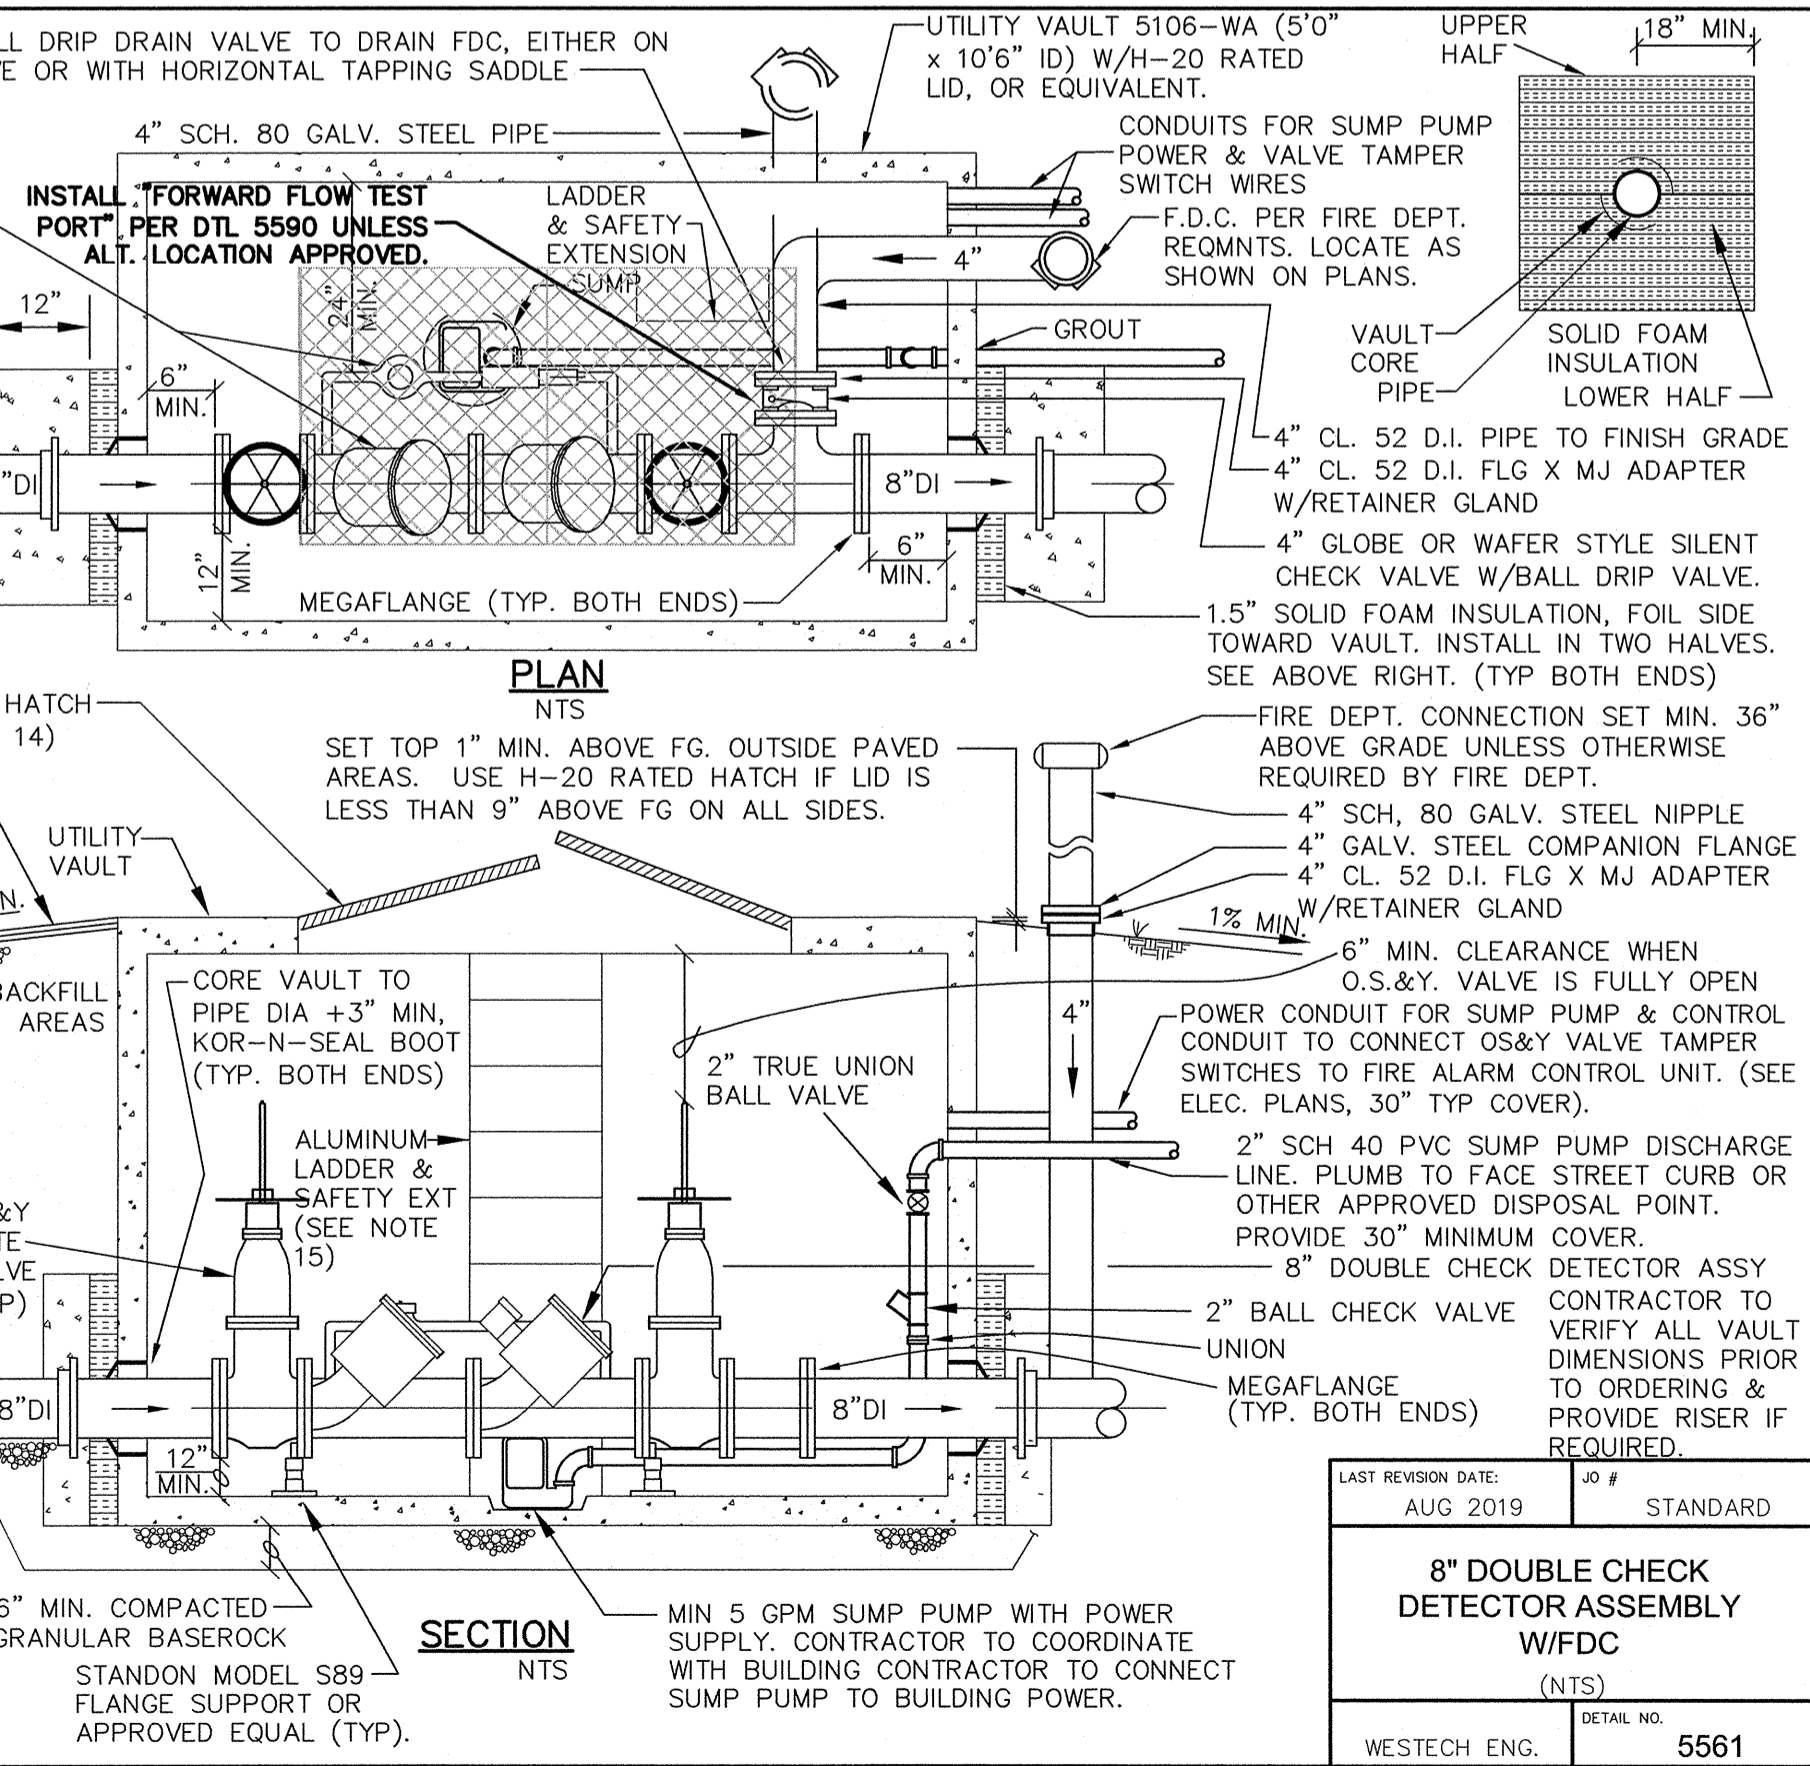 LL DRIP DRAIN VALVE TO DRAIN FDC, EITHER ON
VE OR WITH HORIZONTAL TAPPING SADDLE
4" SCH. 80 GALV. STEEL PIPE
INSTALL "FORWARD FLOW TEST
PORT" PER DTL 5590 UNLESS
ALT. LOCATION APPROVED.
LADDER
& SAFETY
EXTENSION
SUMP
24"
MIN.
12"
6"
MIN.
"DI
12"
MIN.
MEGAFLANGE (TYP. BOTH ENDS)
8"DI
6"
MIN.
4"
UTILITY VAULT 5106-WA (5'0"
x 10'6" ID) W/H-20 RATED
LID, OR EQUIVALENT.
CONDUITS FOR SUMP PUMP
POWER & VALVE TAMPER
SWITCH WIRES
F.D.C. PER FIRE DEPT.
REQMNTS. LOCATE AS
SHOWN ON PLANS.
GROUT
UPPER
HALF
18" MIN.
VAULT
CORE
PIPE
SOLID FOAM
INSULATION
LOWER HALF
4" CL. 52 D.I. PIPE TO FINISH GRADE
4" CL. 52 D.I. FLG X MJ ADAPTER
W/RETAINER GLAND
4" GLOBE OR WAFER STYLE SILENT
CHECK VALVE W/BALL DRIP VALVE.
1.5" SOLID FOAM INSULATION, FOIL SIDE
TOWARD VAULT. INSTALL IN TWO HALVES.
SEE ABOVE RIGHT. (TYP BOTH ENDS)
PLAN
NTS
HATCH
14)
SET TOP 1" MIN. ABOVE FG. OUTSIDE PAVED
AREAS. USE H-20 RATED HATCH IF LID IS
LESS THAN 9" ABOVE FG ON ALL SIDES.
UTILITY
VAULT
N.
BACKFILL
AREAS
CORE VAULT TO
PIPE DIA +3" MIN,
KOR-N-SEAL BOOT
(TYP. BOTH ENDS)
ALUMINUM
LADDER &
SAFETY EXT
(SEE NOTE
15)
&Y
TE
LVE
P)
2" TRUE UNION
BALL VALVE
4"
1% MIN.
FIRE DEPT. CONNECTION SET MIN. 36"
ABOVE GRADE UNLESS OTHERWISE
REQUIRED BY FIRE DEPT.
4" SCH, 80 GALV. STEEL NIPPLE
4" GALV. STEEL COMPANION FLANGE
4" CL. 52 D.I. FLG X MJ ADAPTER
W/RETAINER GLAND
6" MIN. CLEARANCE WHEN
O.S.&Y. VALVE IS FULLY OPEN
POWER CONDUIT FOR SUMP PUMP & CONTROL
CONDUIT TO CONNECT OS&Y VALVE TAMPER
SWITCHES TO FIRE ALARM CONTROL UNIT. (SEE
ELEC. PLANS, 30" TYP COVER).
2" SCH 40 PVC SUMP PUMP DISCHARGE
LINE. PLUMB TO FACE STREET CURB OR
OTHER APPROVED DISPOSAL POINT.
PROVIDE 30" MINIMUM COVER.
8" DOUBLE CHECK DETECTOR ASSY
2" BALL CHECK VALVE
UNION
MEGAFLANGE
(TYP. BOTH ENDS)
CONTRACTOR TO
VERIFY ALL VAULT
DIMENSIONS PRIOR
TO ORDERING &
PROVIDE RISER IF
REQUIRED.
8"DI
8"DI
12"
MIN.
6" MIN. COMPACTED
GRANULAR BASEROCK
STANDON MODEL S89
FLANGE SUPPORT OR
APPROVED EQUAL (TYP).
SECTION
NTS
MIN 5 GPM SUMP PUMP WITH POWER
SUPPLY. CONTRACTOR TO COORDINATE
WITH BUILDING CONTRACTOR TO CONNECT
SUMP PUMP TO BUILDING POWER.
LAST REVISION DATE:
AUG 2019
JO #
STANDARD
8" DOUBLE CHECK
DETECTOR ASSEMBLY
W/FDC
(NTS)
WESTECH ENG.
DETAIL NO.
5561